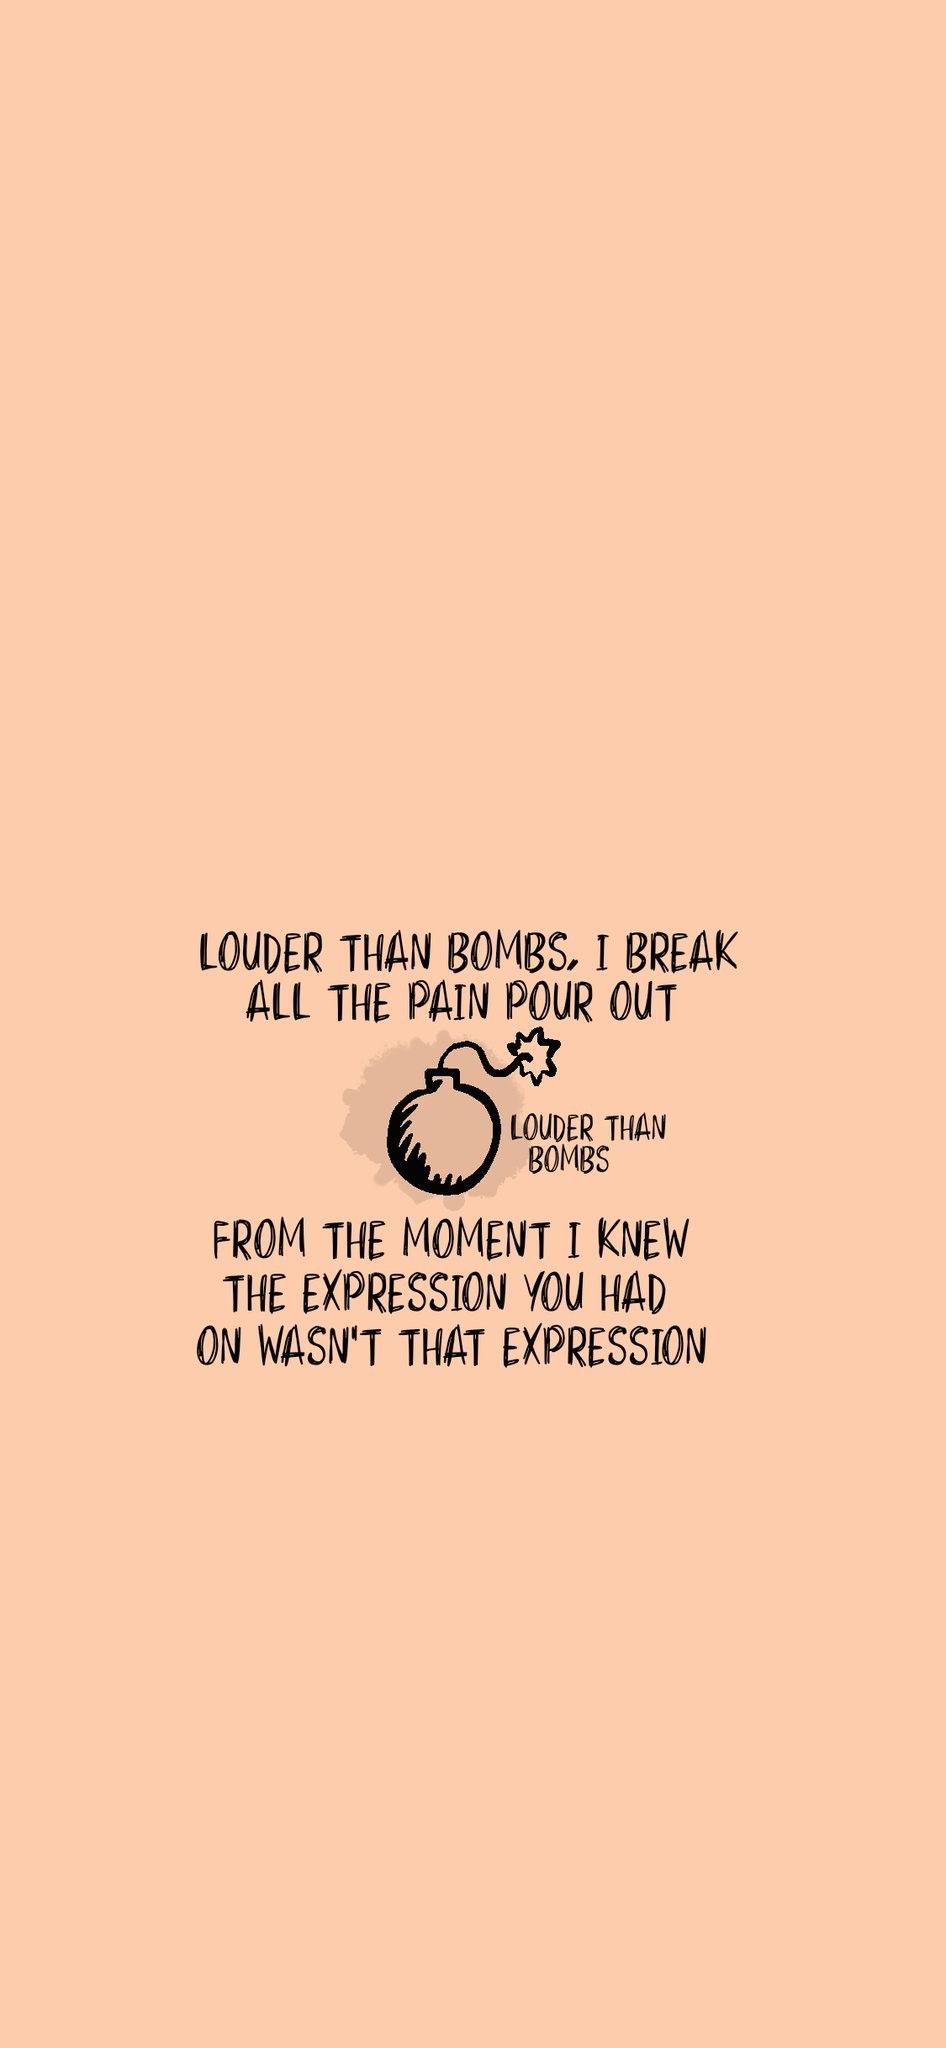 LOUDER THAN BOMBS, I BREAK
ALL THE PAIN POUR OUT
LOUDER THAN
BOMBS
FROM THE MOMENT I KNEW
THE EXPRESSION YOU HAD
ON WASN'T THAT EXPRESSION